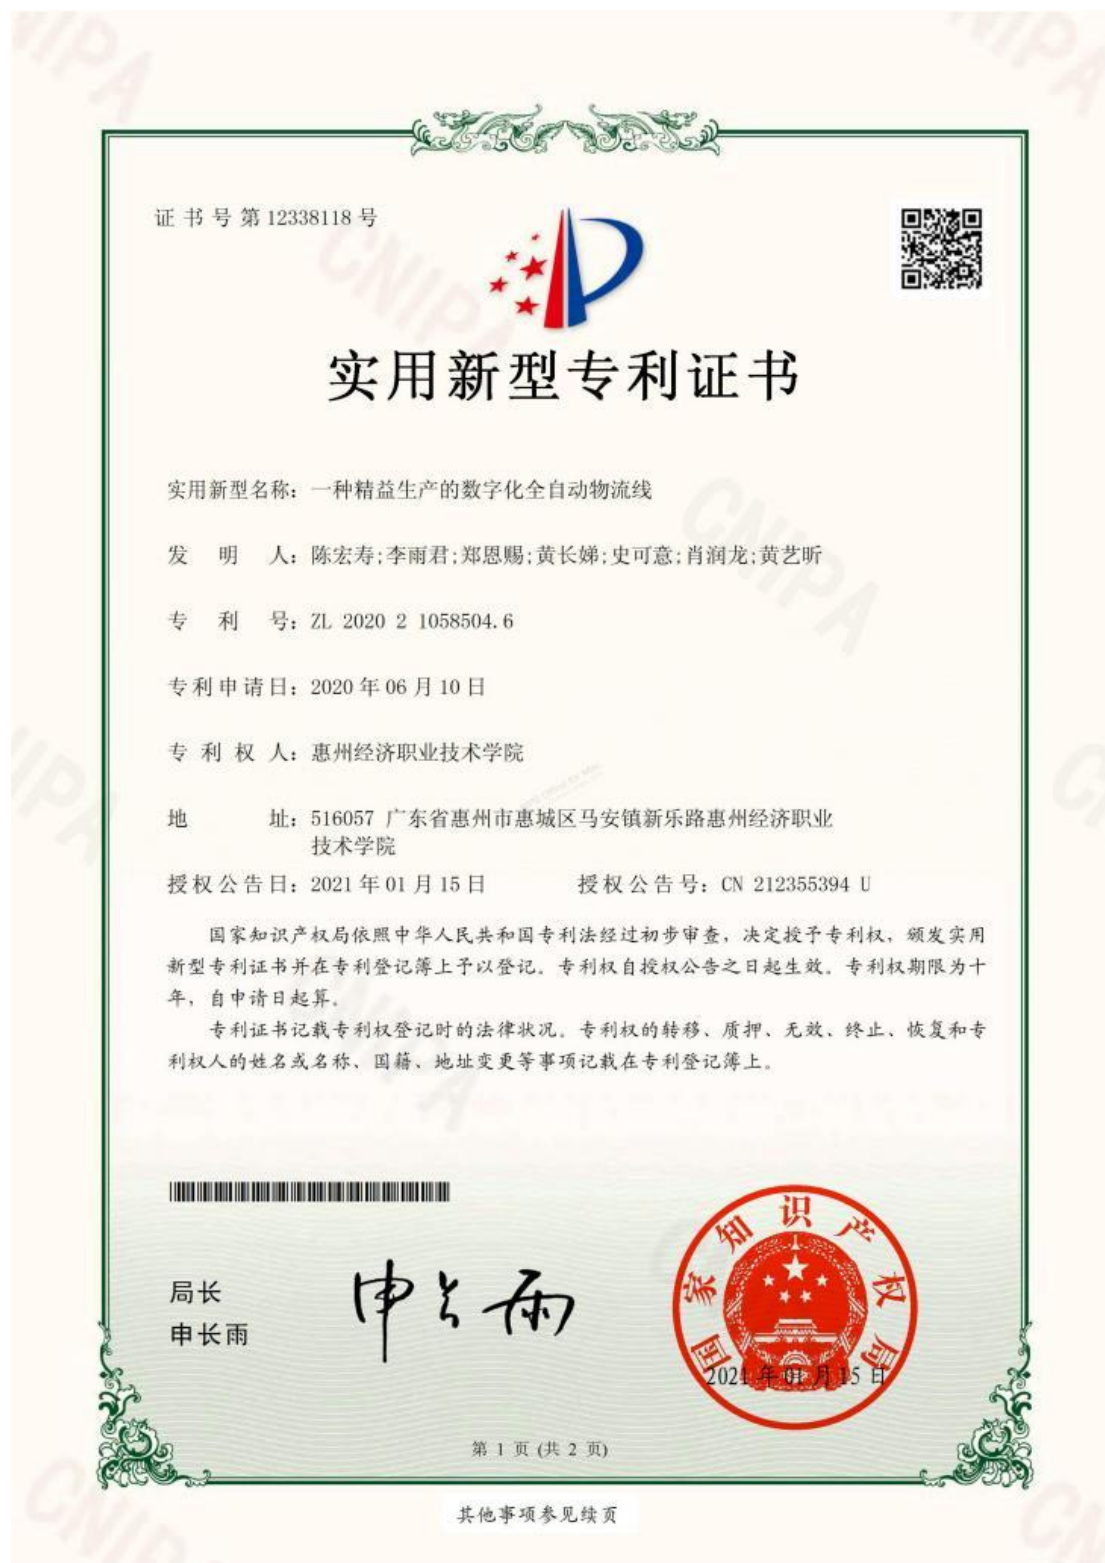 证书号第12338118号
实用新型专利证书
实用新型名称：一种精益生产的数字化全自动物流线
发明人：陈宏寿;李雨君;郑恩赐;黄长娣;史可意;肖润龙;黄艺昕
专利号：ZL 2020 2 1058504.6
专利申请日：2020年06月10日
专利权人：惠州经济职业技术学院
地址：516057 广东省惠州市惠城区马安镇新乐路惠州经济职业
技术学院
授权公告日：2021年01月15日 授权公告号：CN 212355394 U
国家知识产权局依照中华人民共和国专利法经过初步审查，决定授予专利权，颁发实用
新型专利证书并在专利登记簿上予以登记。专利权自授权公告之日起生效。专利权期限为十
年，自申请日起算。
专利证书记载专利权登记时的法律状况。专利权的转移、质押、无效、终止、恢复和专
利权人的姓名或名称、国籍、地址变更等事项记载在专利登记簿上。
局长
申长雨
申长雨
国家知识产权局
2021年01月15日
第 1 页 (共 2 页)
其他事项参见续页
CNIPA
CNIPA
CNIPA
CNIPA